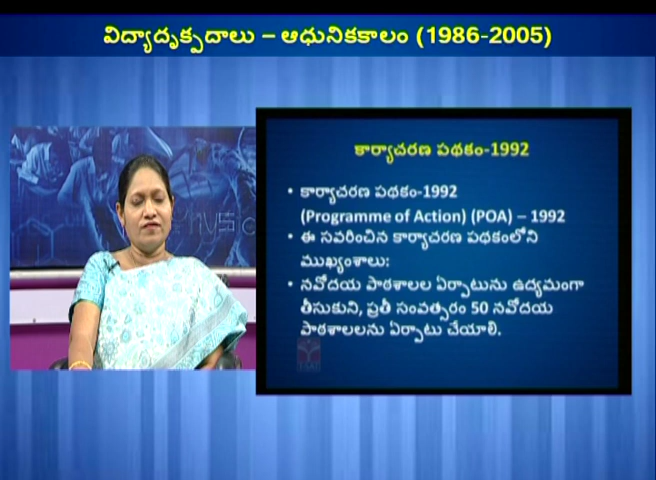 విద్యాదృక్పదాలు – ఆధునికకాలం (1986-2005)
కార్యాచరణ పథకం-1992
• కార్యాచరణ పథకం-1992
(Programme of Action) (POA) – 1992
• ఈ సవరించిన కార్యాచరణ పథకంలోని
ముఖ్యంశాలు:
• నవోదయ పాఠశాలల ఏర్పాటును ఉద్యమంగా
తీసుకుని, ప్రతీ సంవత్సరం 50 నవోదయ
పాఠశాలలను ఏర్పాటు చేయాలి.